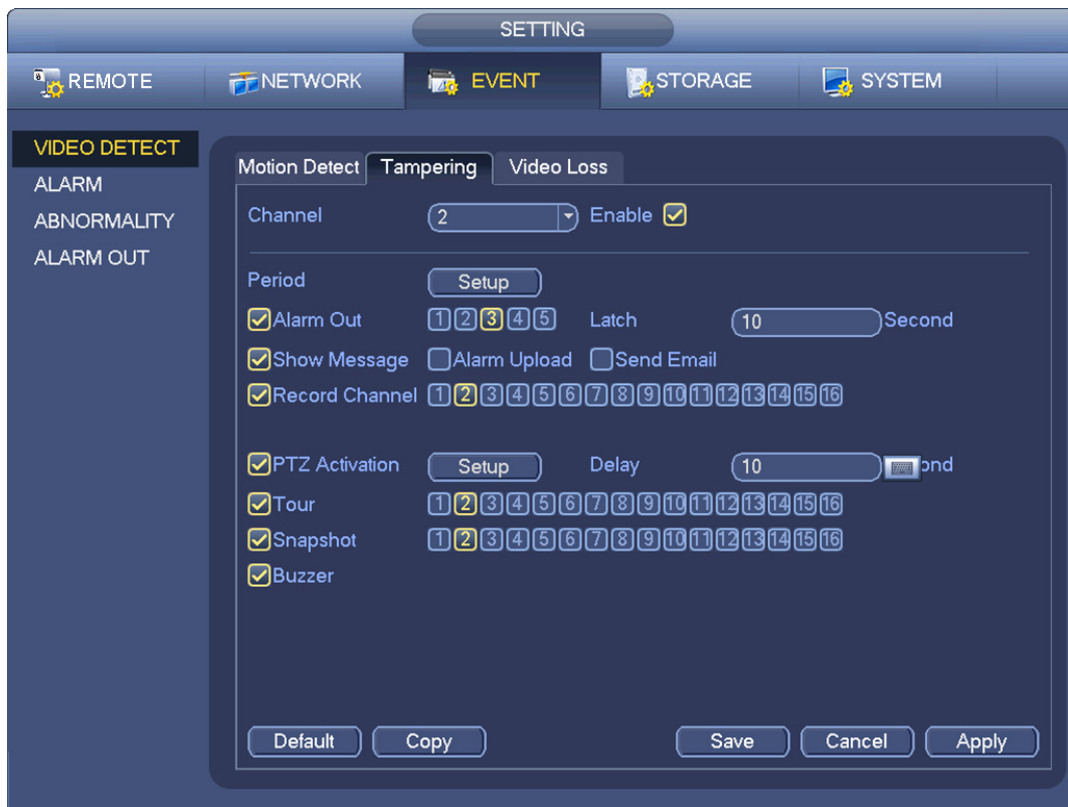 SETTING
REMOTE NETWORK EVENT STORAGE SYSTEM
VIDEO DETECT
ALARM
ABNORMALITY
ALARM OUT
Motion Detect Tampering Video Loss
Channel 2 Enable
Period Setup
Alarm Out 1 2 3 4 5 Latch 10 Second
Show Message Alarm Upload Send Email
Record Channel 1 2 3 4 5 6 7 8 9 10 11 12 13 14 15 16
PTZ Activation Setup Delay 10 ond
Tour 1 2 3 4 5 6 7 8 9 10 11 12 13 14 15 16
Snapshot 1 2 3 4 5 6 7 8 9 10 11 12 13 14 15 16
Buzzer
Default Copy Save Cancel Apply